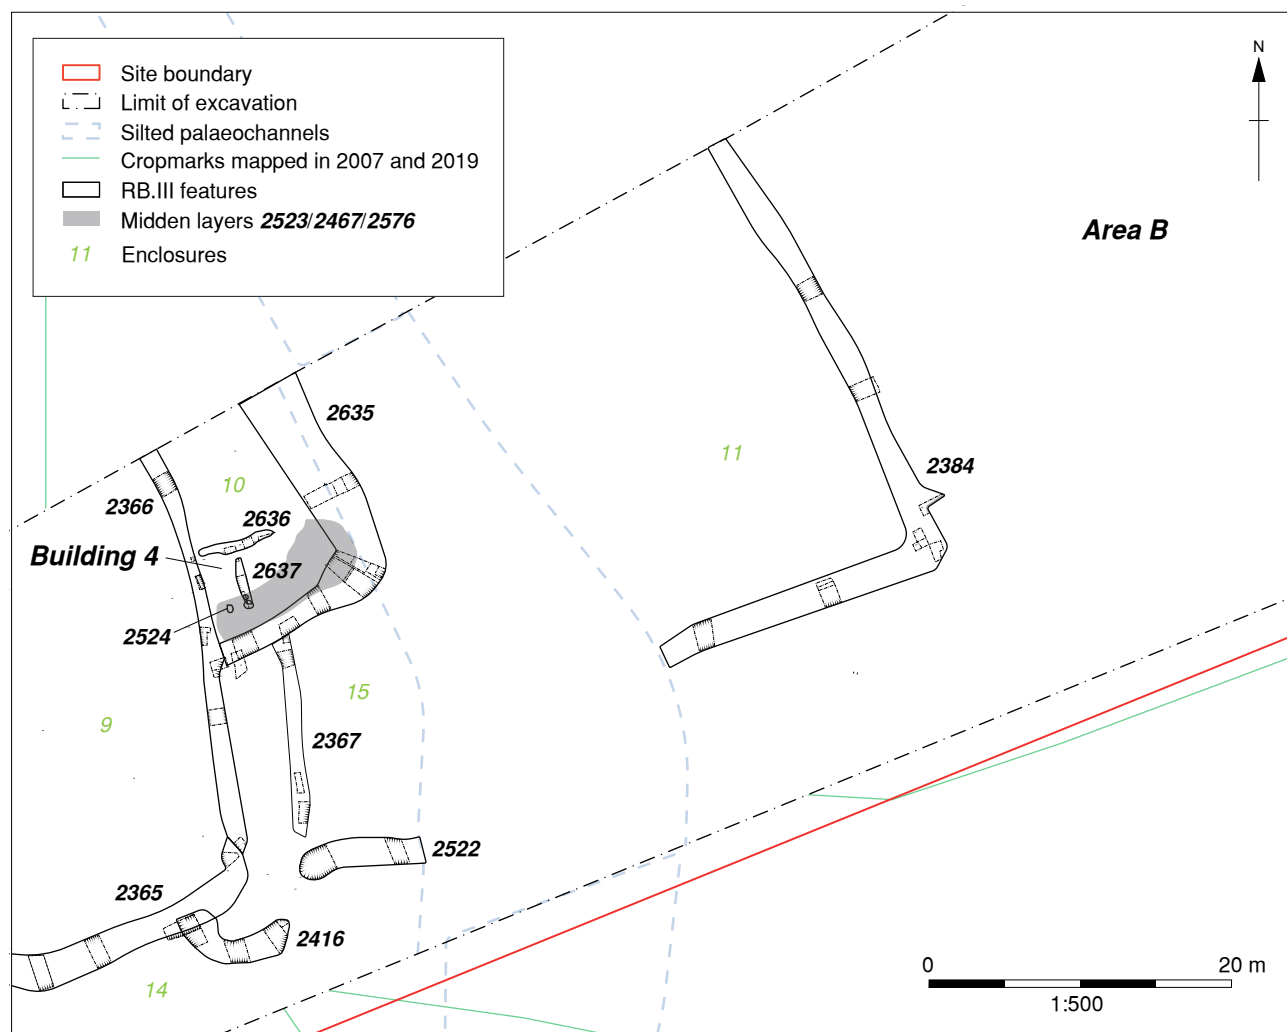 Site boundary
Limit of excavation
Silted palaeochannels
Cropmarks mapped in 2007 and 2019
RB.III features
Midden layers 2523/2467/2576
11 Enclosures
N
Area B
2635
11
2384
10
2366
2636
Building 4
2637
2524
15
9
2367
2522
2365
2416
14
0 20 m
1:500